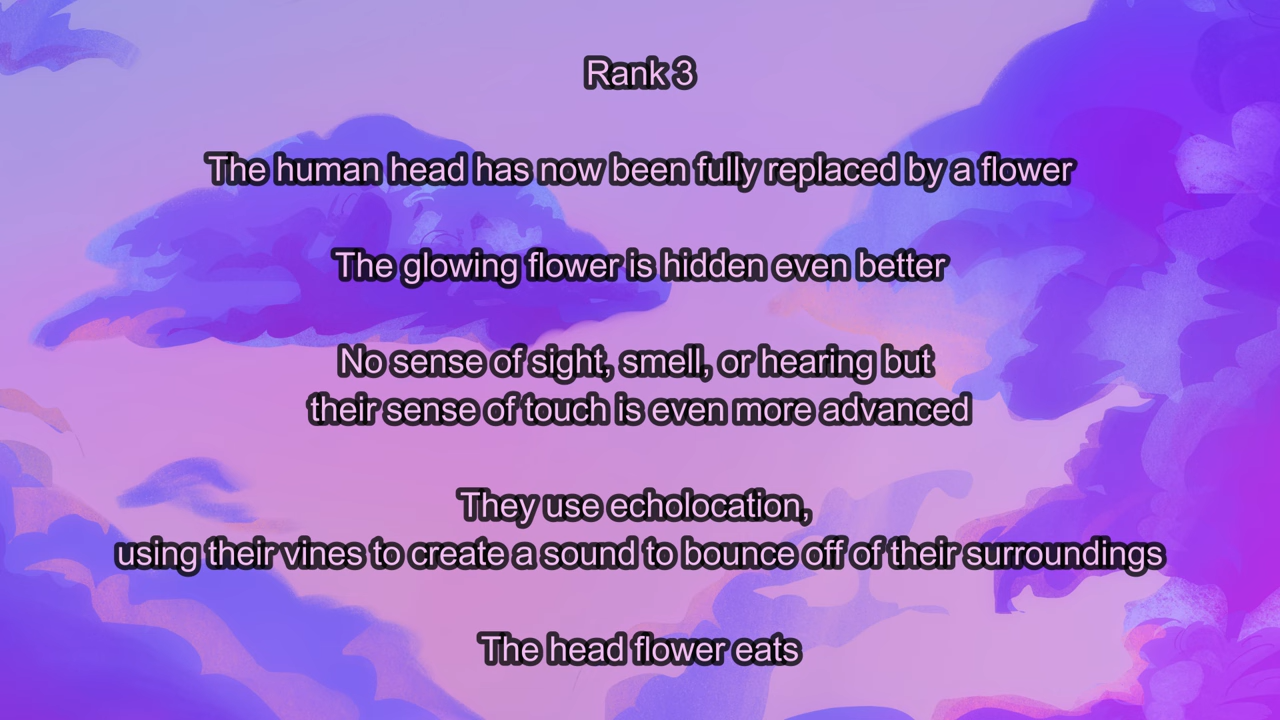 Rank 3
The human head has now been fully replaced by a flower
The glowing flower is hidden even better
No sense of sight, smell, or hearing but
their sense of touch is even more advanced
They use echolocation,
using their vines to create a sound to bounce off of their surroundings
The head flower eats